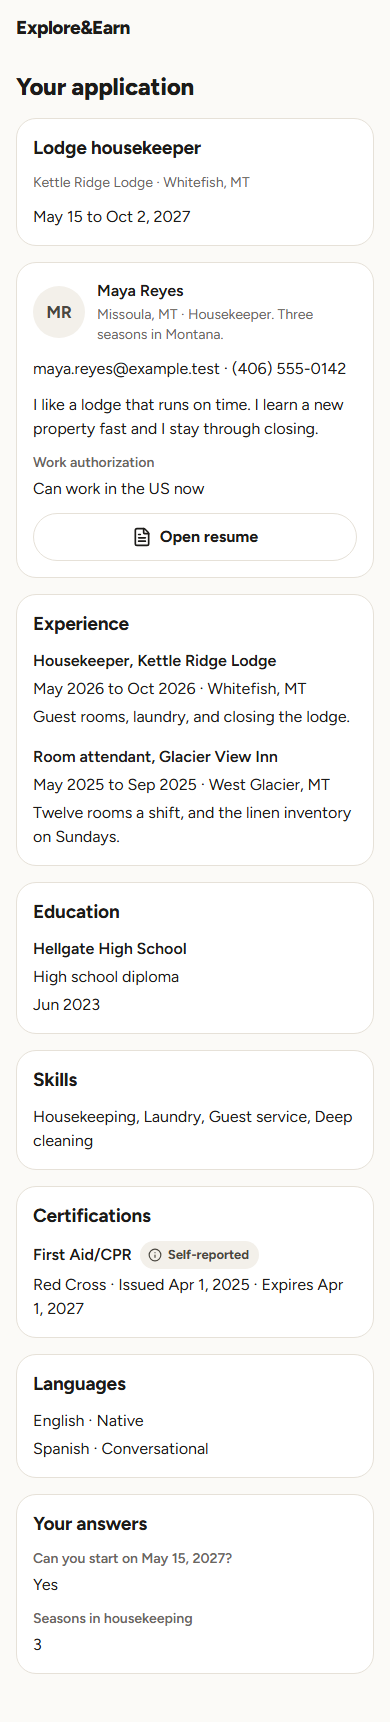 Explore&Earn
Your application
Lodge housekeeper
Kettle Ridge Lodge · Whitefish, MT
May 15 to Oct 2, 2027
MR
Maya Reyes
Missoula, MT · Housekeeper. Three
seasons in Montana.
maya.reyes@example.test · (406) 555-0142
I like a lodge that runs on time. I learn a new
property fast and I stay through closing.
Work authorization
Can work in the US now
Open resume
Experience
Housekeeper, Kettle Ridge Lodge
May 2026 to Oct 2026 · Whitefish, MT
Guest rooms, laundry, and closing the lodge.
Room attendant, Glacier View Inn
May 2025 to Sep 2025 · West Glacier, MT
Twelve rooms a shift, and the linen inventory
on Sundays.
Education
Hellgate High School
High school diploma
Jun 2023
Skills
Housekeeping, Laundry, Guest service, Deep
cleaning
Certifications
First Aid/CPR Self-reported
Red Cross · Issued Apr 1, 2025 · Expires Apr
1, 2027
Languages
English · Native
Spanish · Conversational
Your answers
Can you start on May 15, 2027?
Yes
Seasons in housekeeping
3